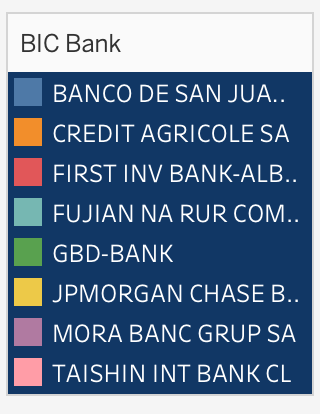 BIC Bank
BANCO DE SAN JUA..
CREDIT AGRICOLE SA
FIRST INV BANK-ALB..
FUJIAN NA RUR COM..
GBD-BANK
JPMORGAN CHASE B..
MORA BANC GRUP SA
TAISHIN INT BANK CL